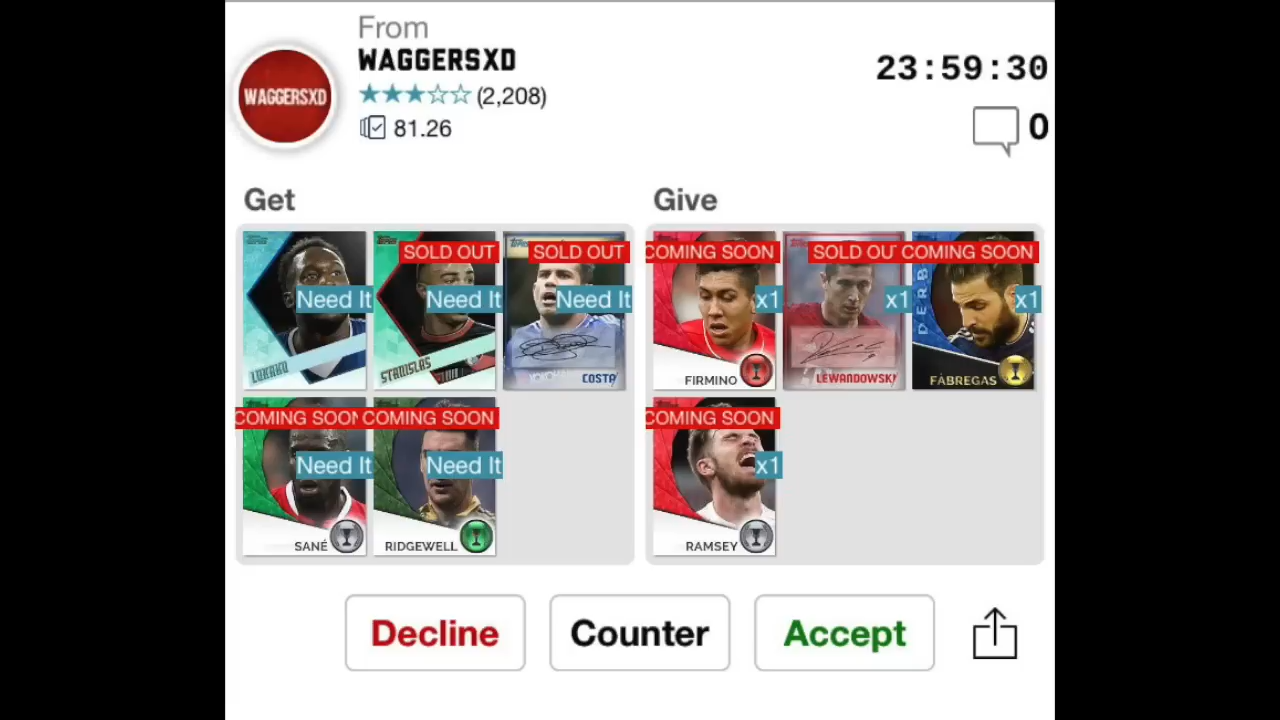 From
WAGGERSXD
WAGGERSXD
(2,208)
81.26
23:59:30
0
Get
Give
LUKAKU
Need It
SOLD OUT
Need It
STANISLAS
SOLD OUT
Need It
COSTA
COMING SOON
x1
FIRMINO
SOLD OUT
x1
LEWANDOWSKI
COMING SOON
x1
DERB
FÀBREGAS
COMING SOON
Need It
SANÉ
COMING SOON
Need It
RIDGEWELL
COMING SOON
x1
RAMSEY
Decline
Counter
Accept